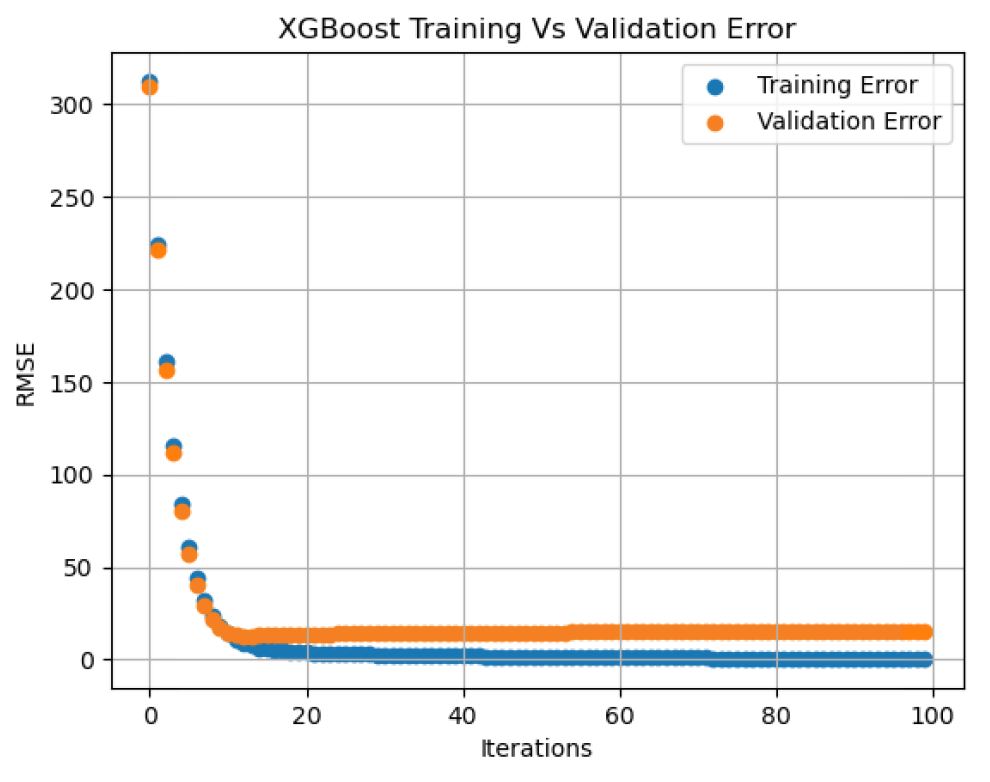 XGBoost Training Vs Validation Error
Training Error
Validation Error
RMSE
300
250
200
150
100
50
0
0 20 40 60 80 100
Iterations